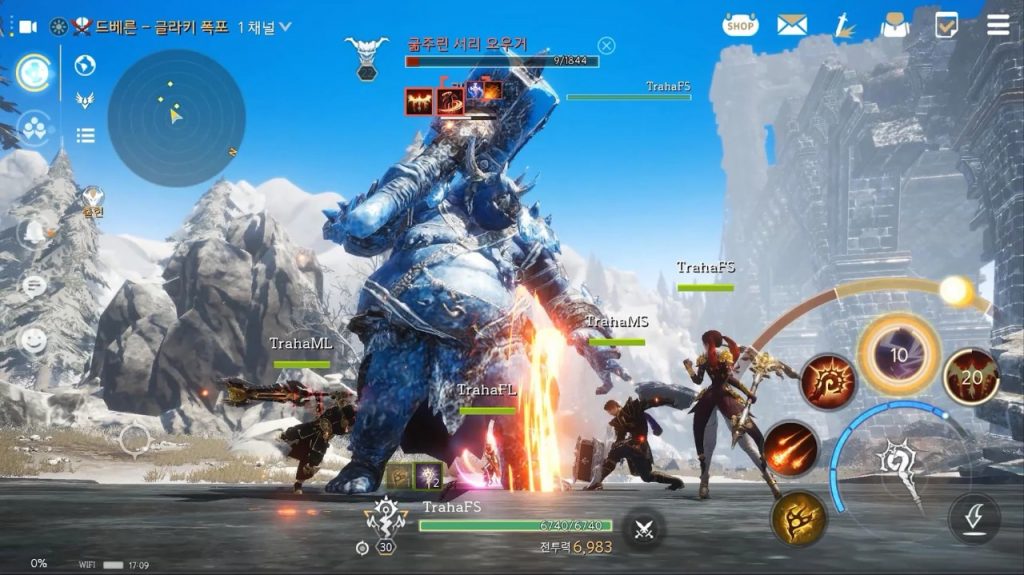 드베른 - 글라키 폭포 1 채널
SHOP
굶주린 서리 오우거
9/1844
TrahaFS
TrahaFS
TrahaMS
TrahaML
TrahaFL
10
20
2
TrahaFS
6740/6740
30
전투력 6,983
0%
WIFI
17:09